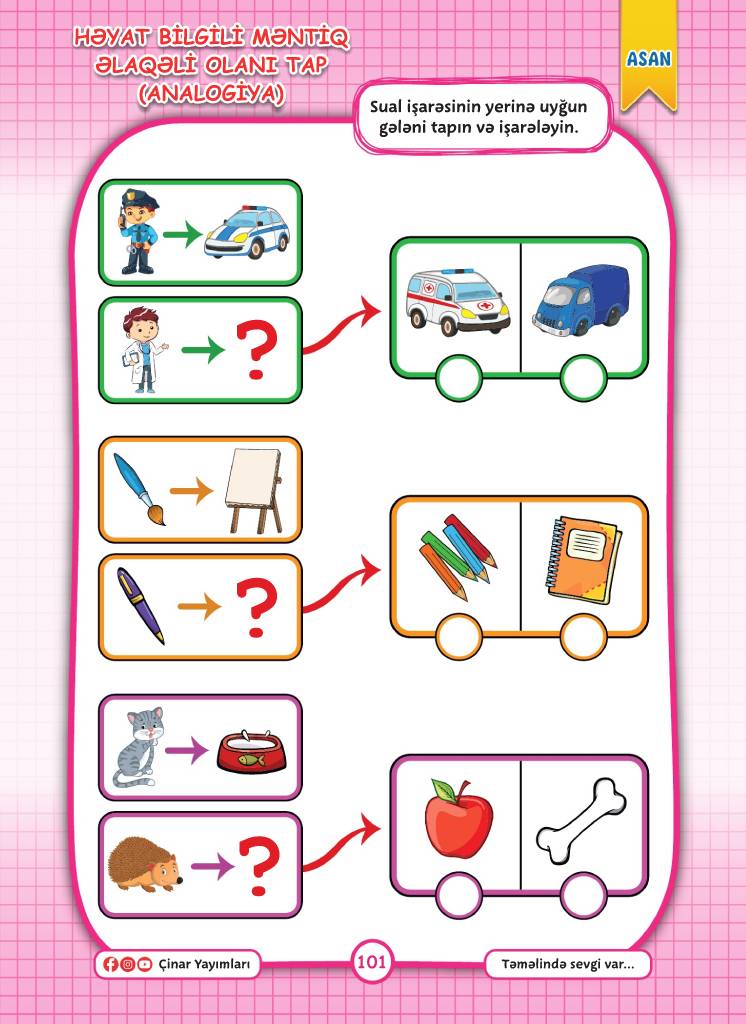 HƏYAT BİLGİLİ MƏNTİQ
ƏLAQƏLİ OLANI TAP
(ANALOGİYA)
ASAN
Sual işarəsinin yerinə uyğun
gələni tapın və işarələyin.
?
?
?
Çinar Yayımları
101
Təməlində sevgi var...